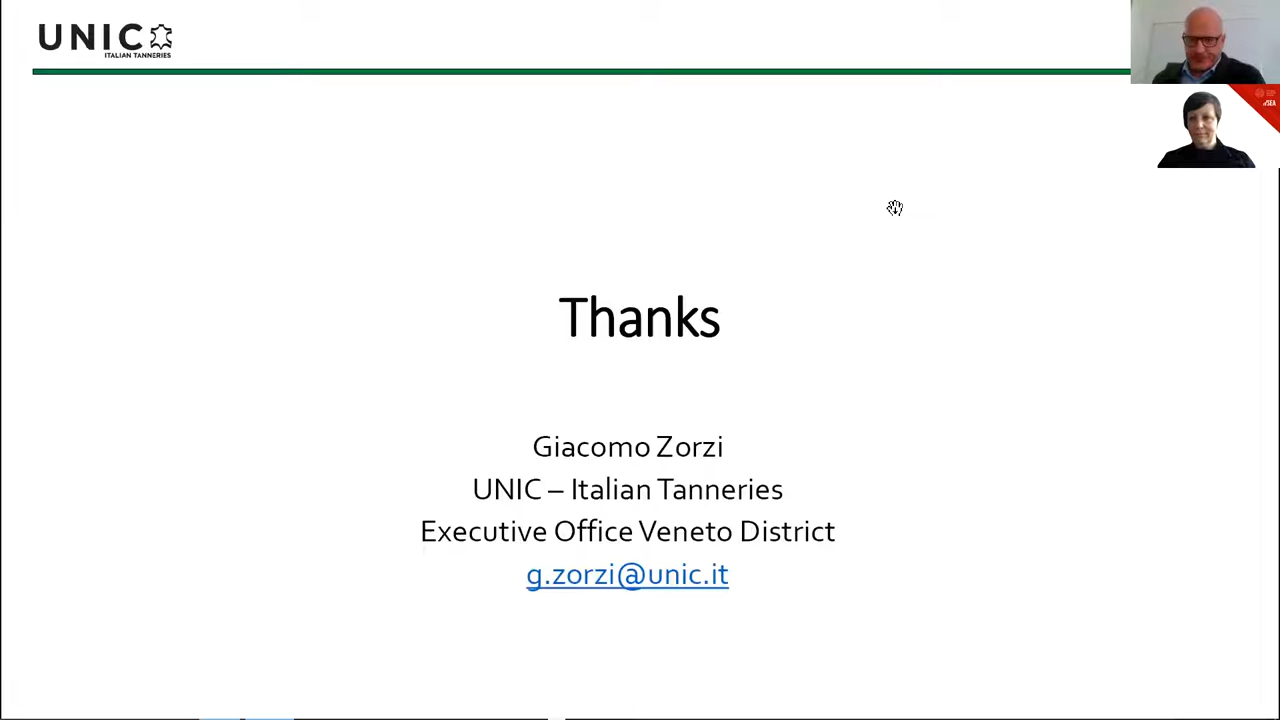 UNIC
ITALIAN TANNERIES
Thanks
Giacomo Zorzi
UNIC – Italian Tanneries
Executive Office Veneto District
g.zorzi@unic.it